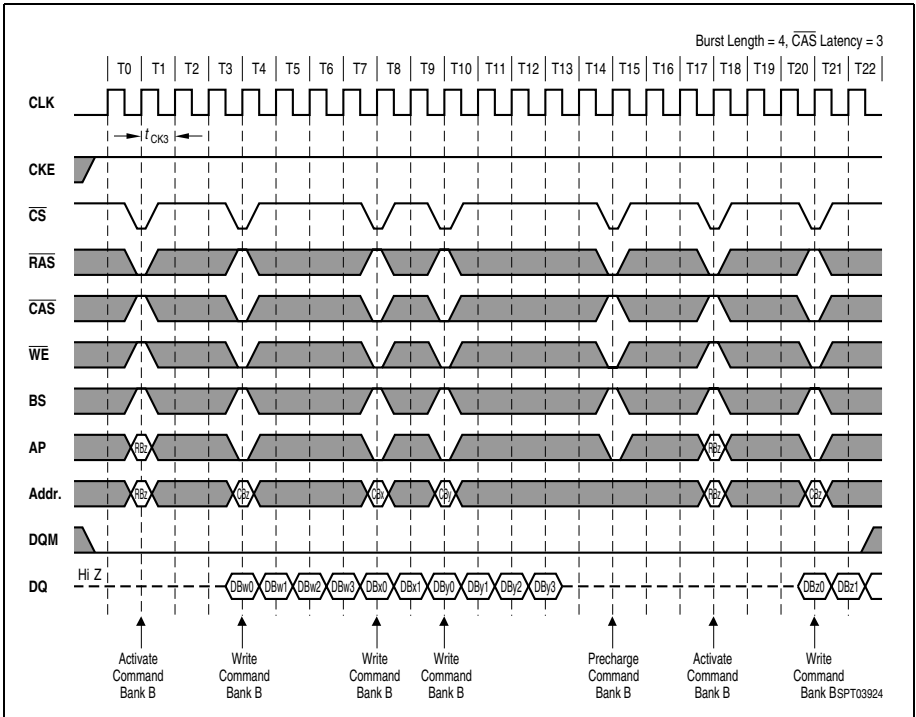 Burst Length = 4, CAS Latency = 3
T0 T1 T2 T3 T4 T5 T6 T7 T8 T9 T10 T11 T12 T13 T14 T15 T16 T17 T18 T19 T20 T21 T22
CLK
tCK3
CKE
CS
RAS
CAS
WE
BS
AP RBz RBz
Addr. RBz CBz CBx CBy RBz CBz
DQM
DQ Hi Z DBw0 DBw1 DBw2 DBw3 DBx0 DBx1 DBy0 DBy1 DBy2 DBy3 DBz0 DBz1
Activate Write Write Write Precharge Activate Write
Command Command Command Command Command Command Command
Bank B Bank B Bank B Bank B Bank B Bank B Bank B SPT03924